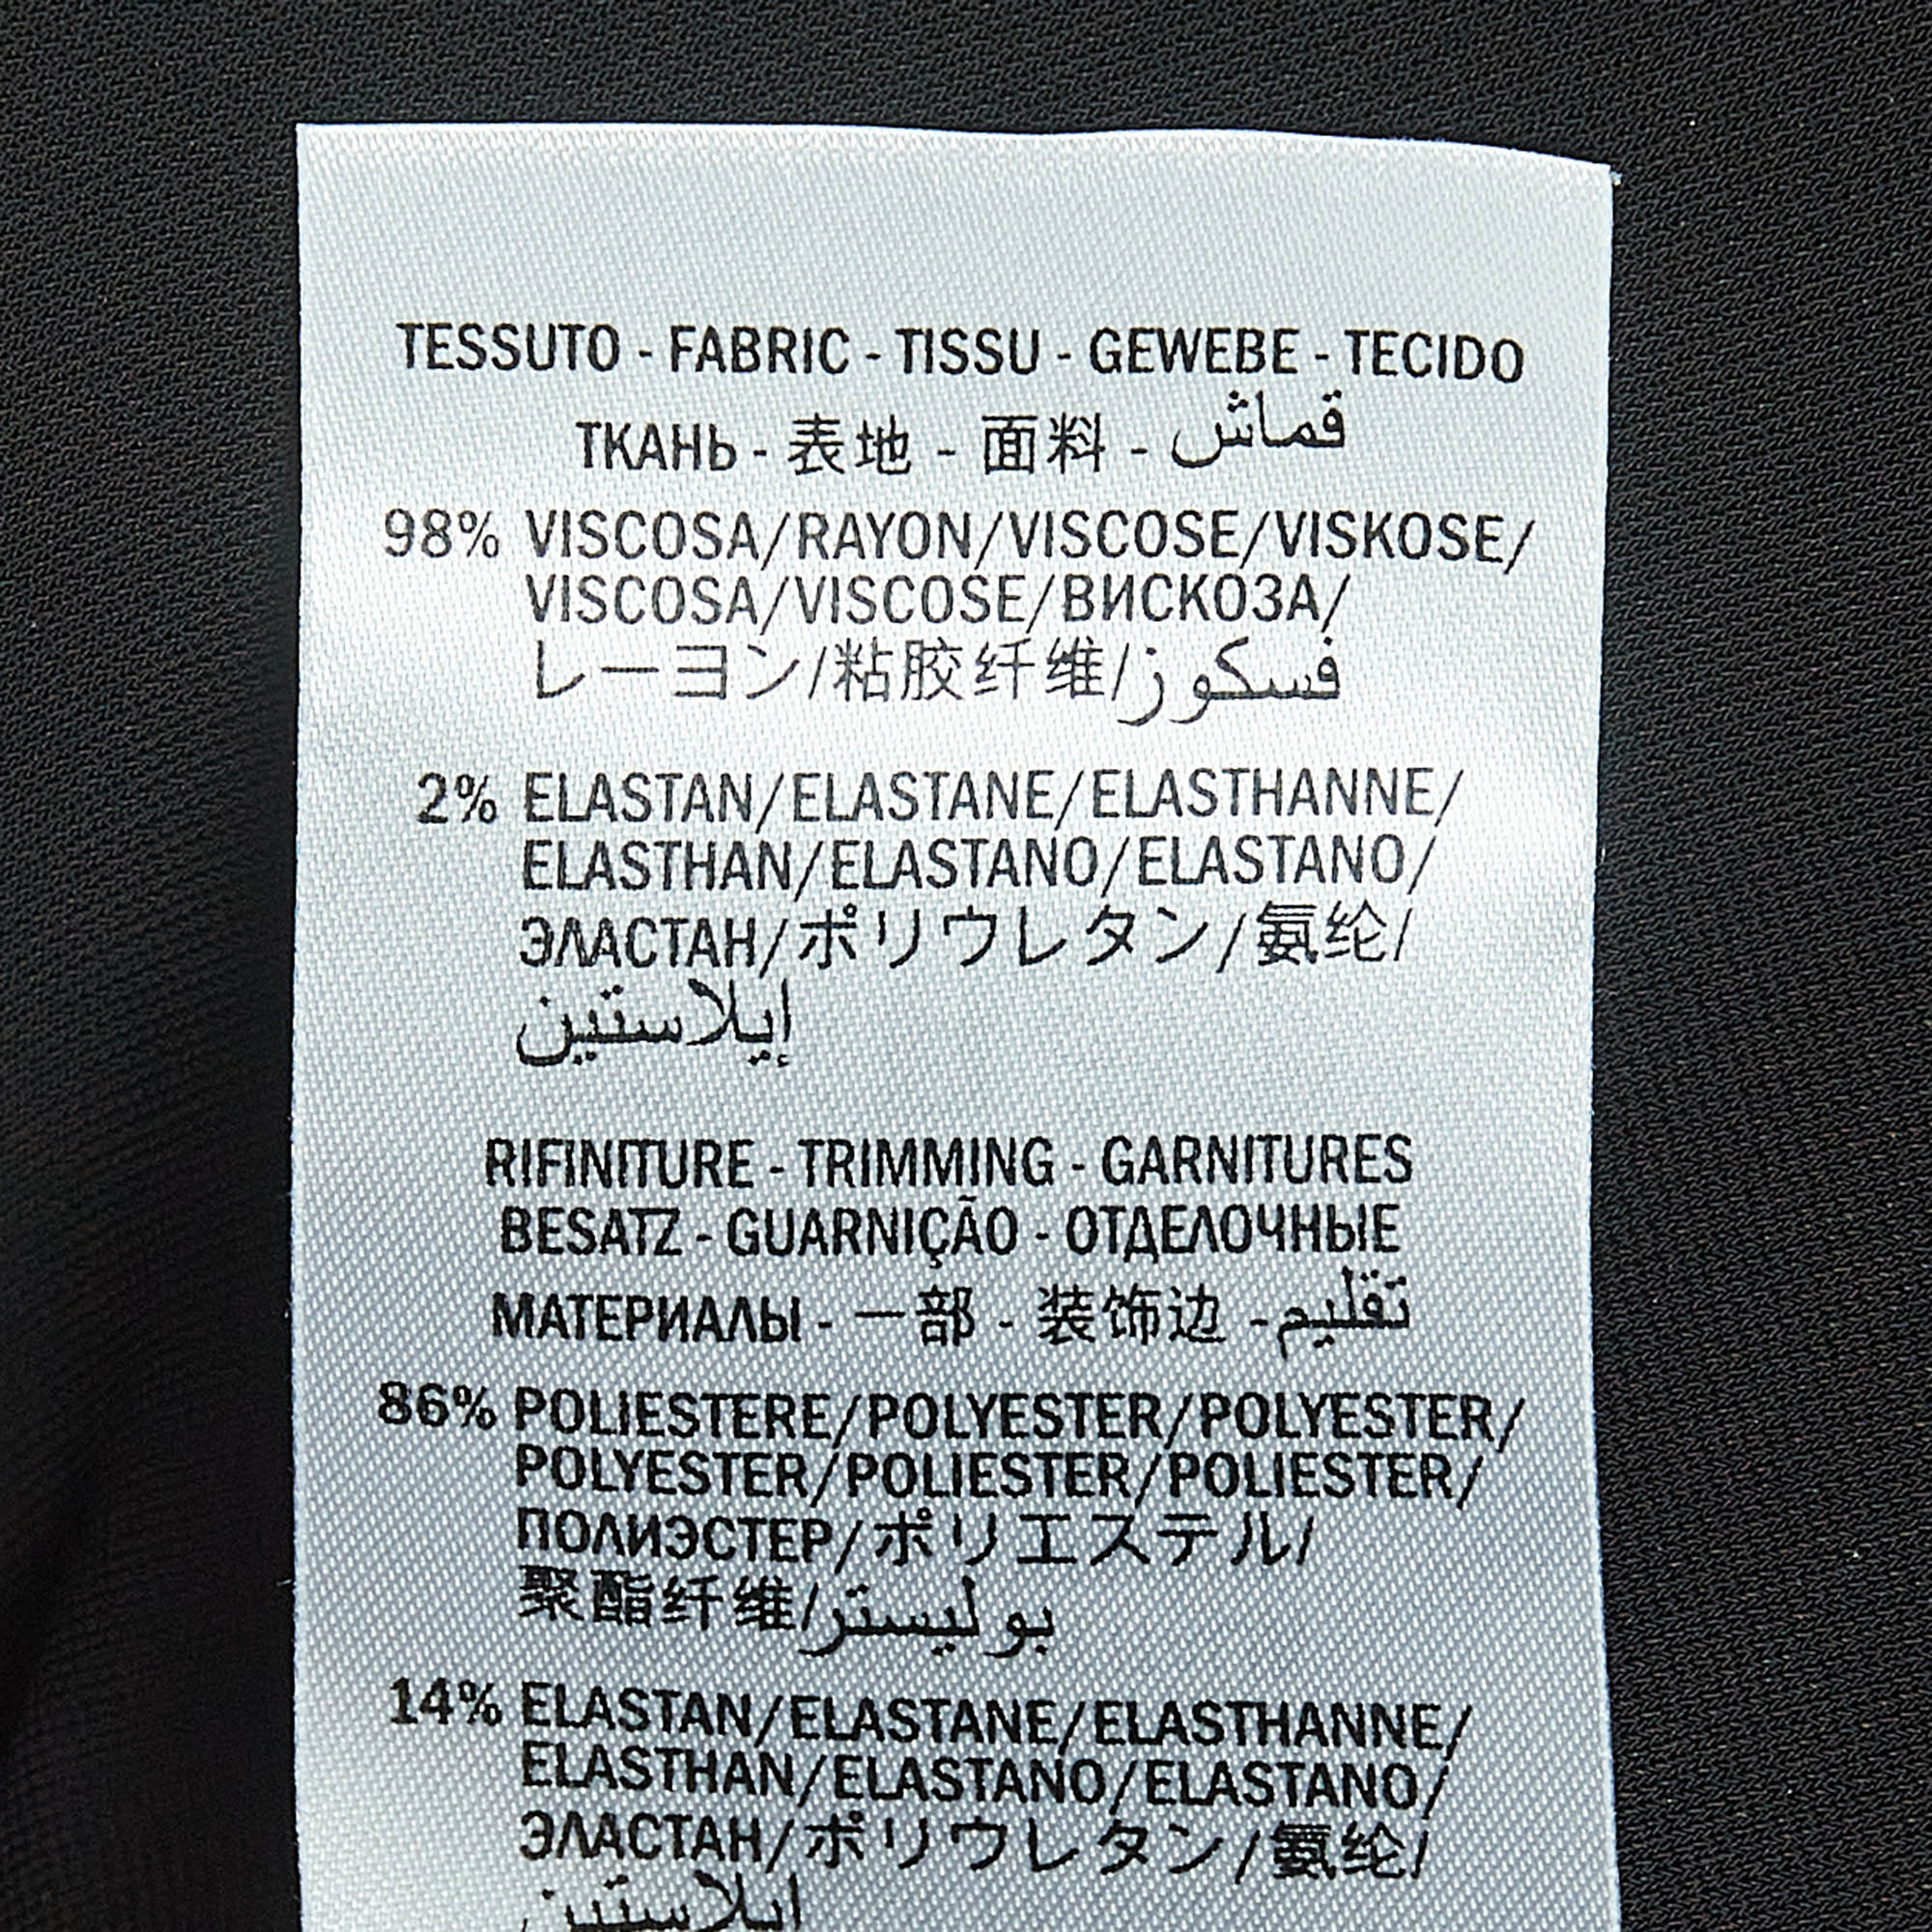 TESSUTO - FABRIC - TISSU - GEWEBE - TECIDO
ТКАНЬ - 表地 - 面料 - قماش
98% VISCOSA/RAYON/VISCOSE/VISKOSE/
VISCOSA/VISCOSE/ВИСКОЗА/
レーヨン/粘胶纤维/فسكوز
2% ELASTAN/ELASTANE/ELASTHANNE/
ELASTHAN/ELASTANO/ELASTANO/
ЭЛАСТАН/ポリウレタン/氨纶/
إيلاستين
RIFINITURE - TRIMMING - GARNITURES
BESATZ - GUARNIÇÃO - ОТДЕЛОЧНЫЕ
МАТЕРИАЛЫ - 一部 - 装饰边 - تقليم
86% POLIESTERE/POLYESTER/POLYESTER/
POLYESTER/POLIESTER/POLIESTER/
ПОЛИЭСТЕР/ポリエステル/
聚酯纤维/بوليستر
14% ELASTAN/ELASTANE/ELASTHANNE/
ELASTHAN/ELASTANO/ELASTANO/
ЭЛАСТАН/ポリウレタン/氨纶/
إيلاستين